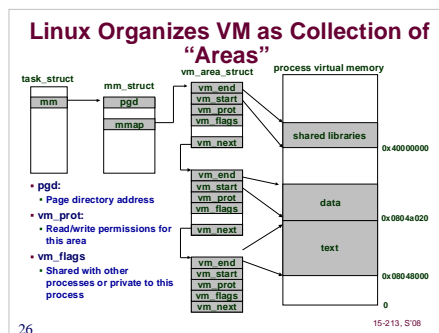 Linux Organizes VM as Collection of
“Areas”
task_struct
mm
mm_struct
pgd
mmap
vm_area_struct
vm_end
vm_start
vm_prot
vm_flags
vm_next
vm_end
vm_start
vm_prot
vm_flags
vm_next
vm_end
vm_start
vm_prot
vm_flags
vm_next
process virtual memory
shared libraries
0x40000000
data
0x0804a020
text
0x08048000
0
▪ pgd:
▪ Page directory address
▪ vm_prot:
▪ Read/write permissions for
this area
▪ vm_flags
▪ Shared with other
processes or private to this
process
26
15-213, S’08